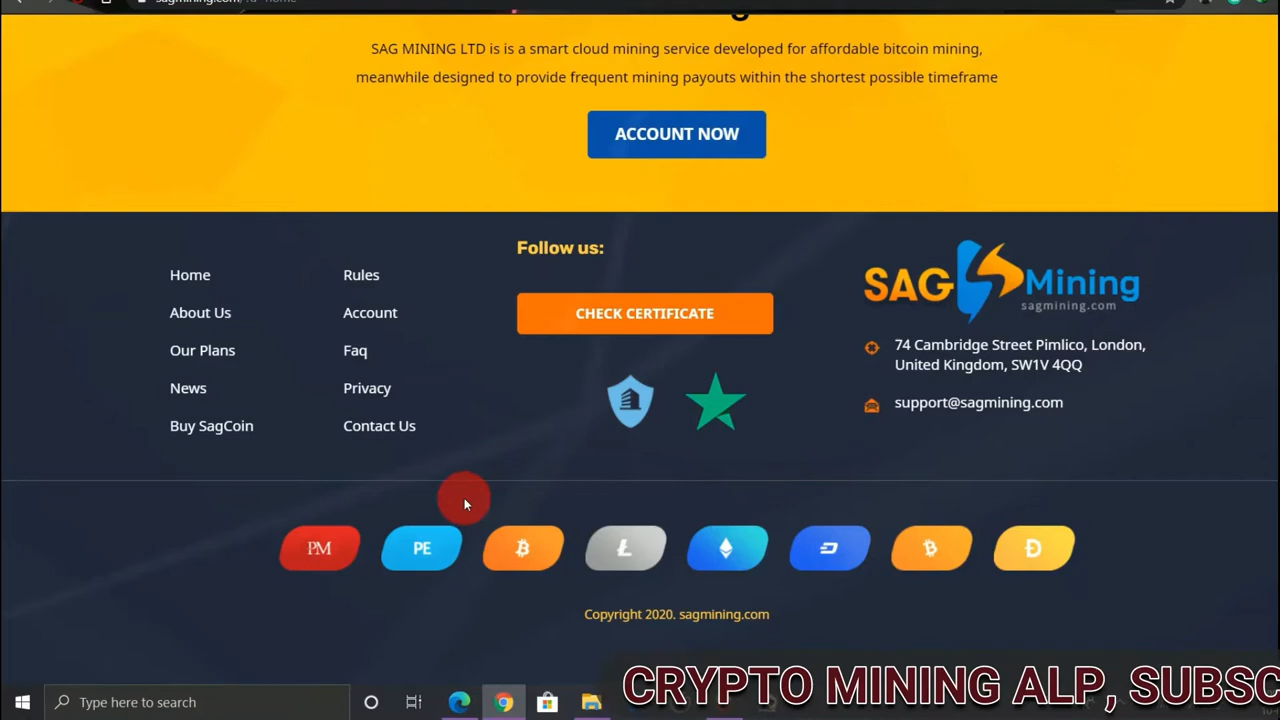 SAG MINING LTD is is a smart cloud mining service developed for affordable bitcoin mining,
meanwhile designed to provide frequent mining payouts within the shortest possible timeframe
ACCOUNT NOW
Home
About Us
Our Plans
News
Buy SagCoin
Rules
Account
Faq
Privacy
Contact Us
Follow us:
CHECK CERTIFICATE
SAG Mining
sagmining.com
74 Cambridge Street Pimlico, London,
United Kingdom, SW1V 4QQ
support@sagmining.com
PM
PE
Copyright 2020. sagmining.com
Type here to search
CRYPTO MINING ALP, SUBSC